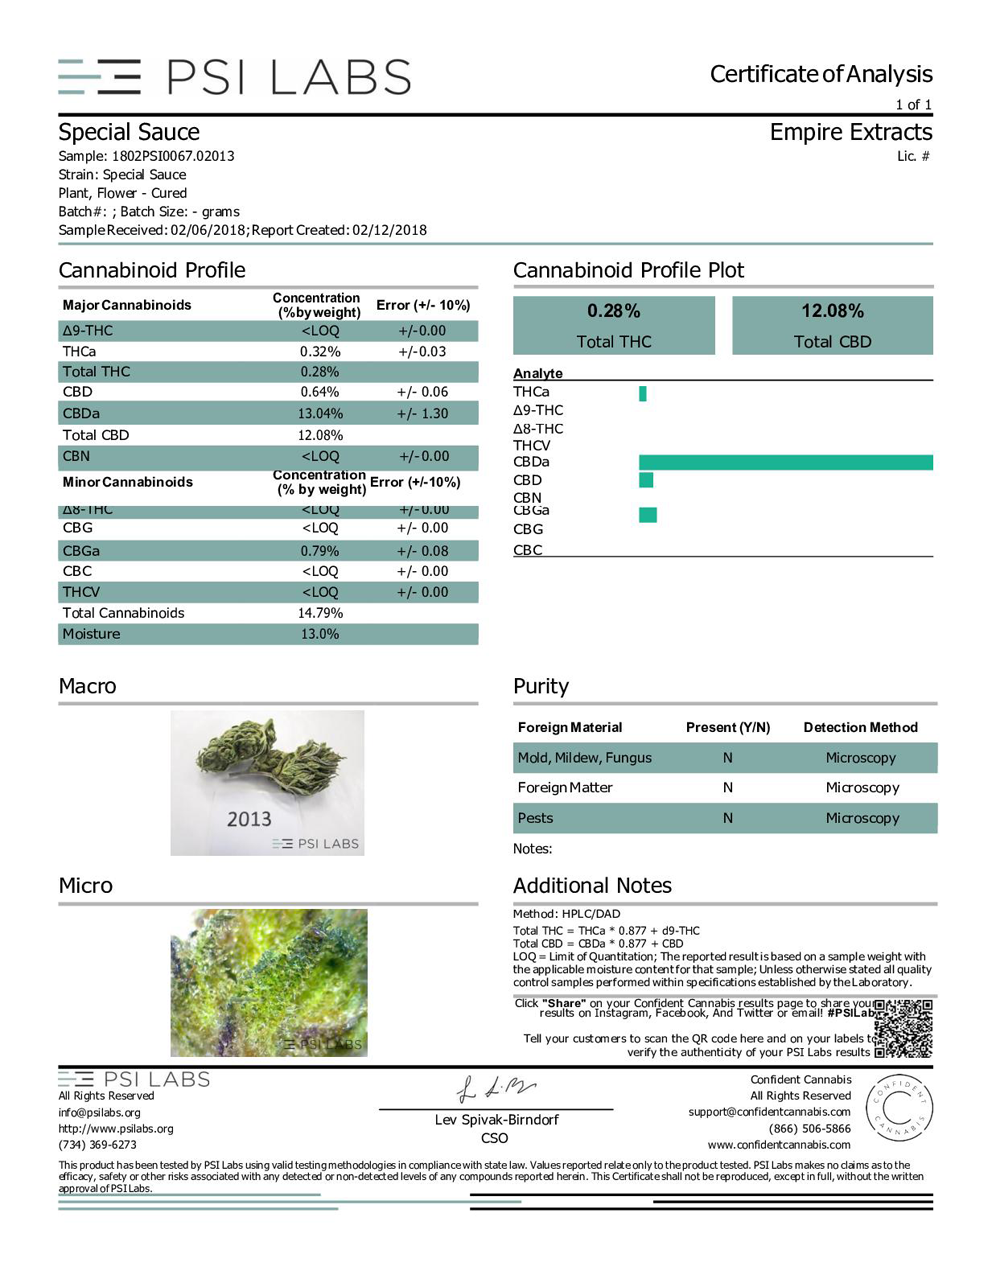 PSI LABS
Certificate of Analysis
1 of 1
Special Sauce
Empire Extracts
Sample: 1802PSI0067.02013
Lic. #
Strain: Special Sauce
Plant, Flower - Cured
Batch#: ; Batch Size: - grams
Sample Received: 02/06/2018; Report Created: 02/12/2018
Cannabinoid Profile
Major Cannabinoids Concentration (% by weight) Error (+/- 10%)
Δ9-THC <LOQ +/-0.00
THCa 0.32% +/-0.03
Total THC 0.28%
CBD 0.64% +/- 0.06
CBDa 13.04% +/- 1.30
Total CBD 12.08%
CBN <LOQ +/-0.00
Minor Cannabinoids Concentration (% by weight) Error (+/-10%)
Δ8-THC <LOQ +/-0.00
CBG <LOQ +/- 0.00
CBGa 0.79% +/- 0.08
CBC <LOQ +/- 0.00
THCV <LOQ +/- 0.00
Total Cannabinoids 14.79%
Moisture 13.0%
Cannabinoid Profile Plot
0.28% 12.08%
Total THC Total CBD
Analyte
THCa
Δ9-THC
Δ8-THC
THCV
CBDa
CBD
CBN
CBGa
CBG
CBC
Macro
2013
PSI LABS
Micro
PSI LABS
Purity
Foreign Material Present (Y/N) Detection Method
Mold, Mildew, Fungus N Microscopy
Foreign Matter N Microscopy
Pests N Microscopy
Notes:
Additional Notes
Method: HPLC/DAD
Total THC = THCa * 0.877 + d9-THC
Total CBD = CBDa * 0.877 + CBD
LOQ = Limit of Quantitation; The reported result is based on a sample weight with
the applicable moisture content for that sample; Unless otherwise stated all quality
control samples performed within specifications established by the Laboratory.
Click "Share" on your Confident Cannabis results page to share your
results on Instagram, Facebook, And Twitter or email! #PSILab
Tell your customers to scan the QR code here and on your labels to
verify the authenticity of your PSI Labs results
PSI LABS
All Rights Reserved
info@psilabs.org
http://www.psilabs.org
(734) 369-6273
Lev Spivak-Birndorf
CSO
Confident Cannabis
All Rights Reserved
support@confidentcannabis.com
(866) 506-5866
www.confidentcannabis.com
CONFIDENT CANNABIS
This product has been tested by PSI Labs using valid testing methodologies in compliance with state law. Values reported relate only to the product tested. PSI Labs makes no claims as to the
efficacy, safety or other risks associated with any detected or non-detected levels of any compounds reported herein. This Certificate shall not be reproduced, except in full, without the written
approval of PSI Labs.